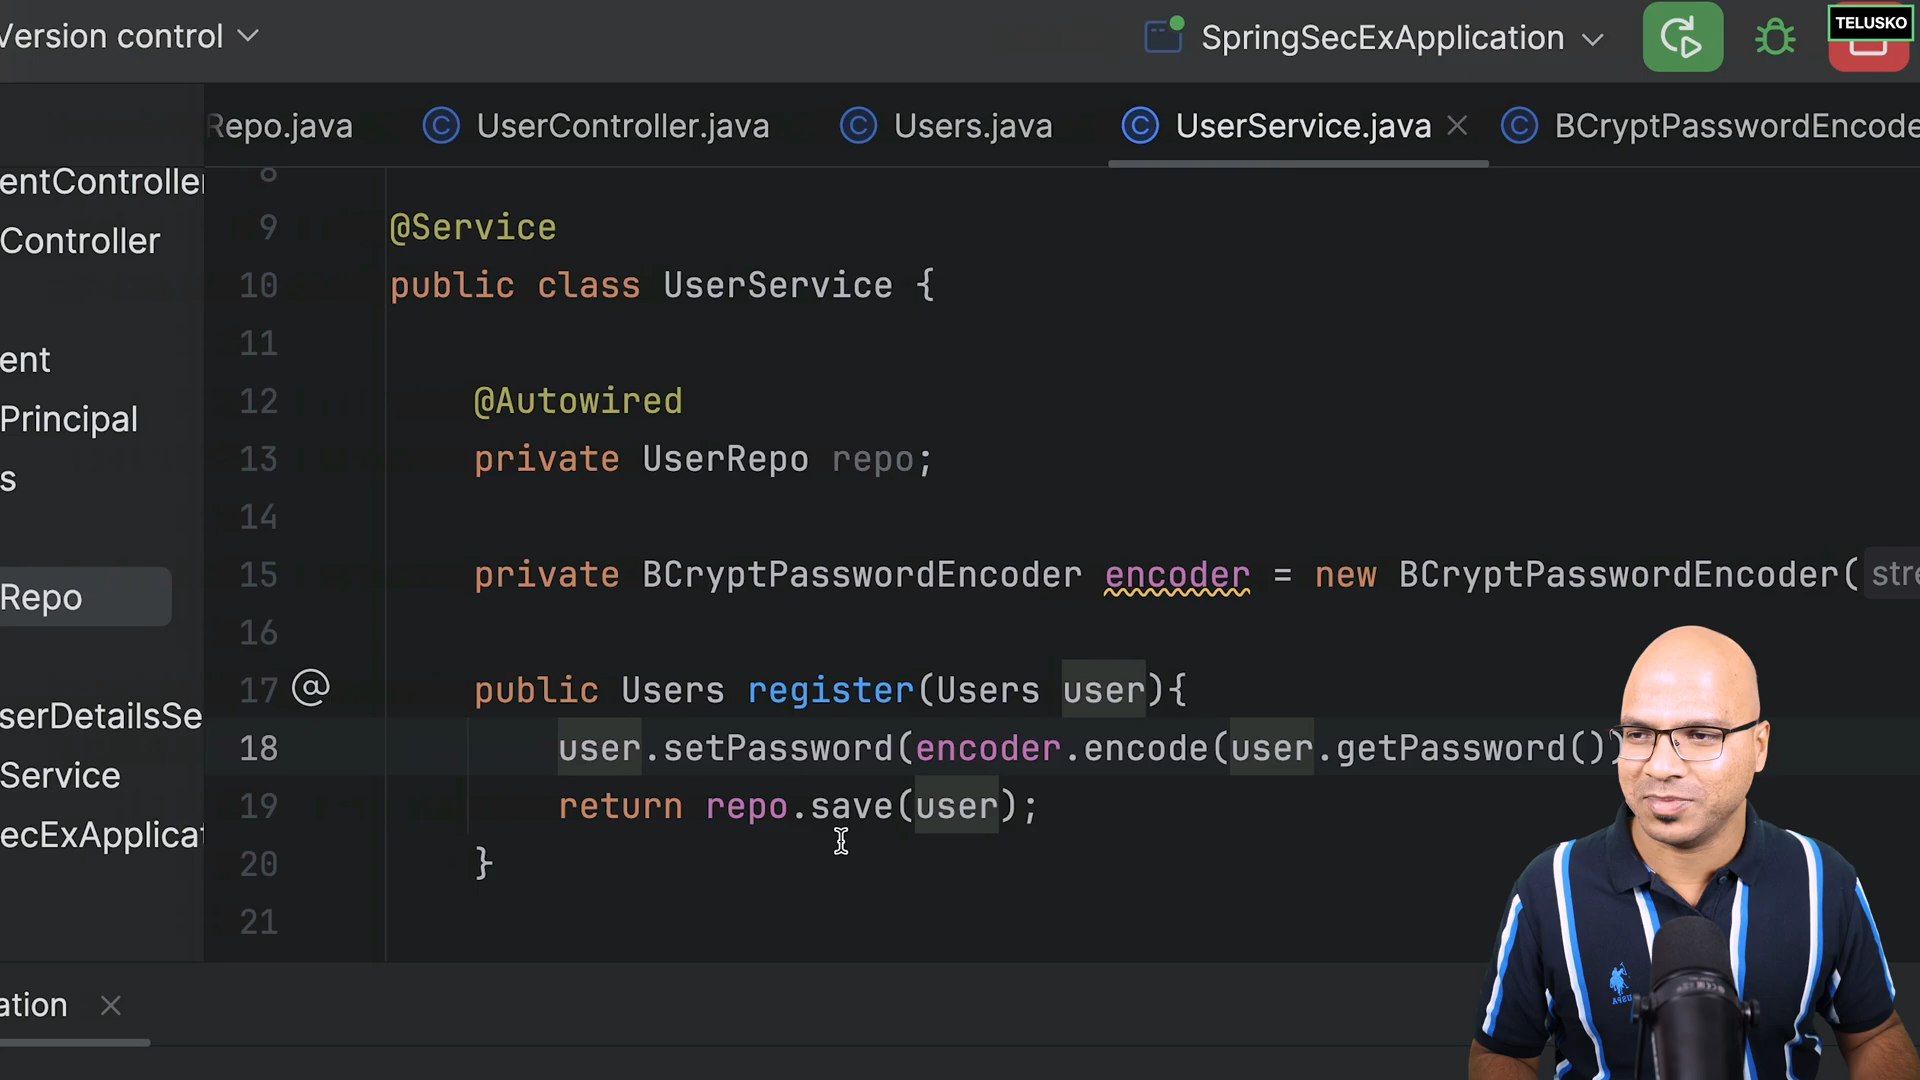 Version control
SpringSecExApplication
TELUSKO
Repo.java
UserController.java
Users.java
UserService.java
BCryptPasswordEncode
entController
Controller
ent
Principal
s
Repo
serDetailsSe
Service
ecExApplicat
8
9 @Service
10 public class UserService {
11
12 @Autowired
13 private UserRepo repo;
14
15 private BCryptPasswordEncoder encoder = new BCryptPasswordEncoder( stre
16
17 @ public Users register(Users user){
18 user.setPassword(encoder.encode(user.getPassword())
19 return repo.save(user);
20 }
21
ation